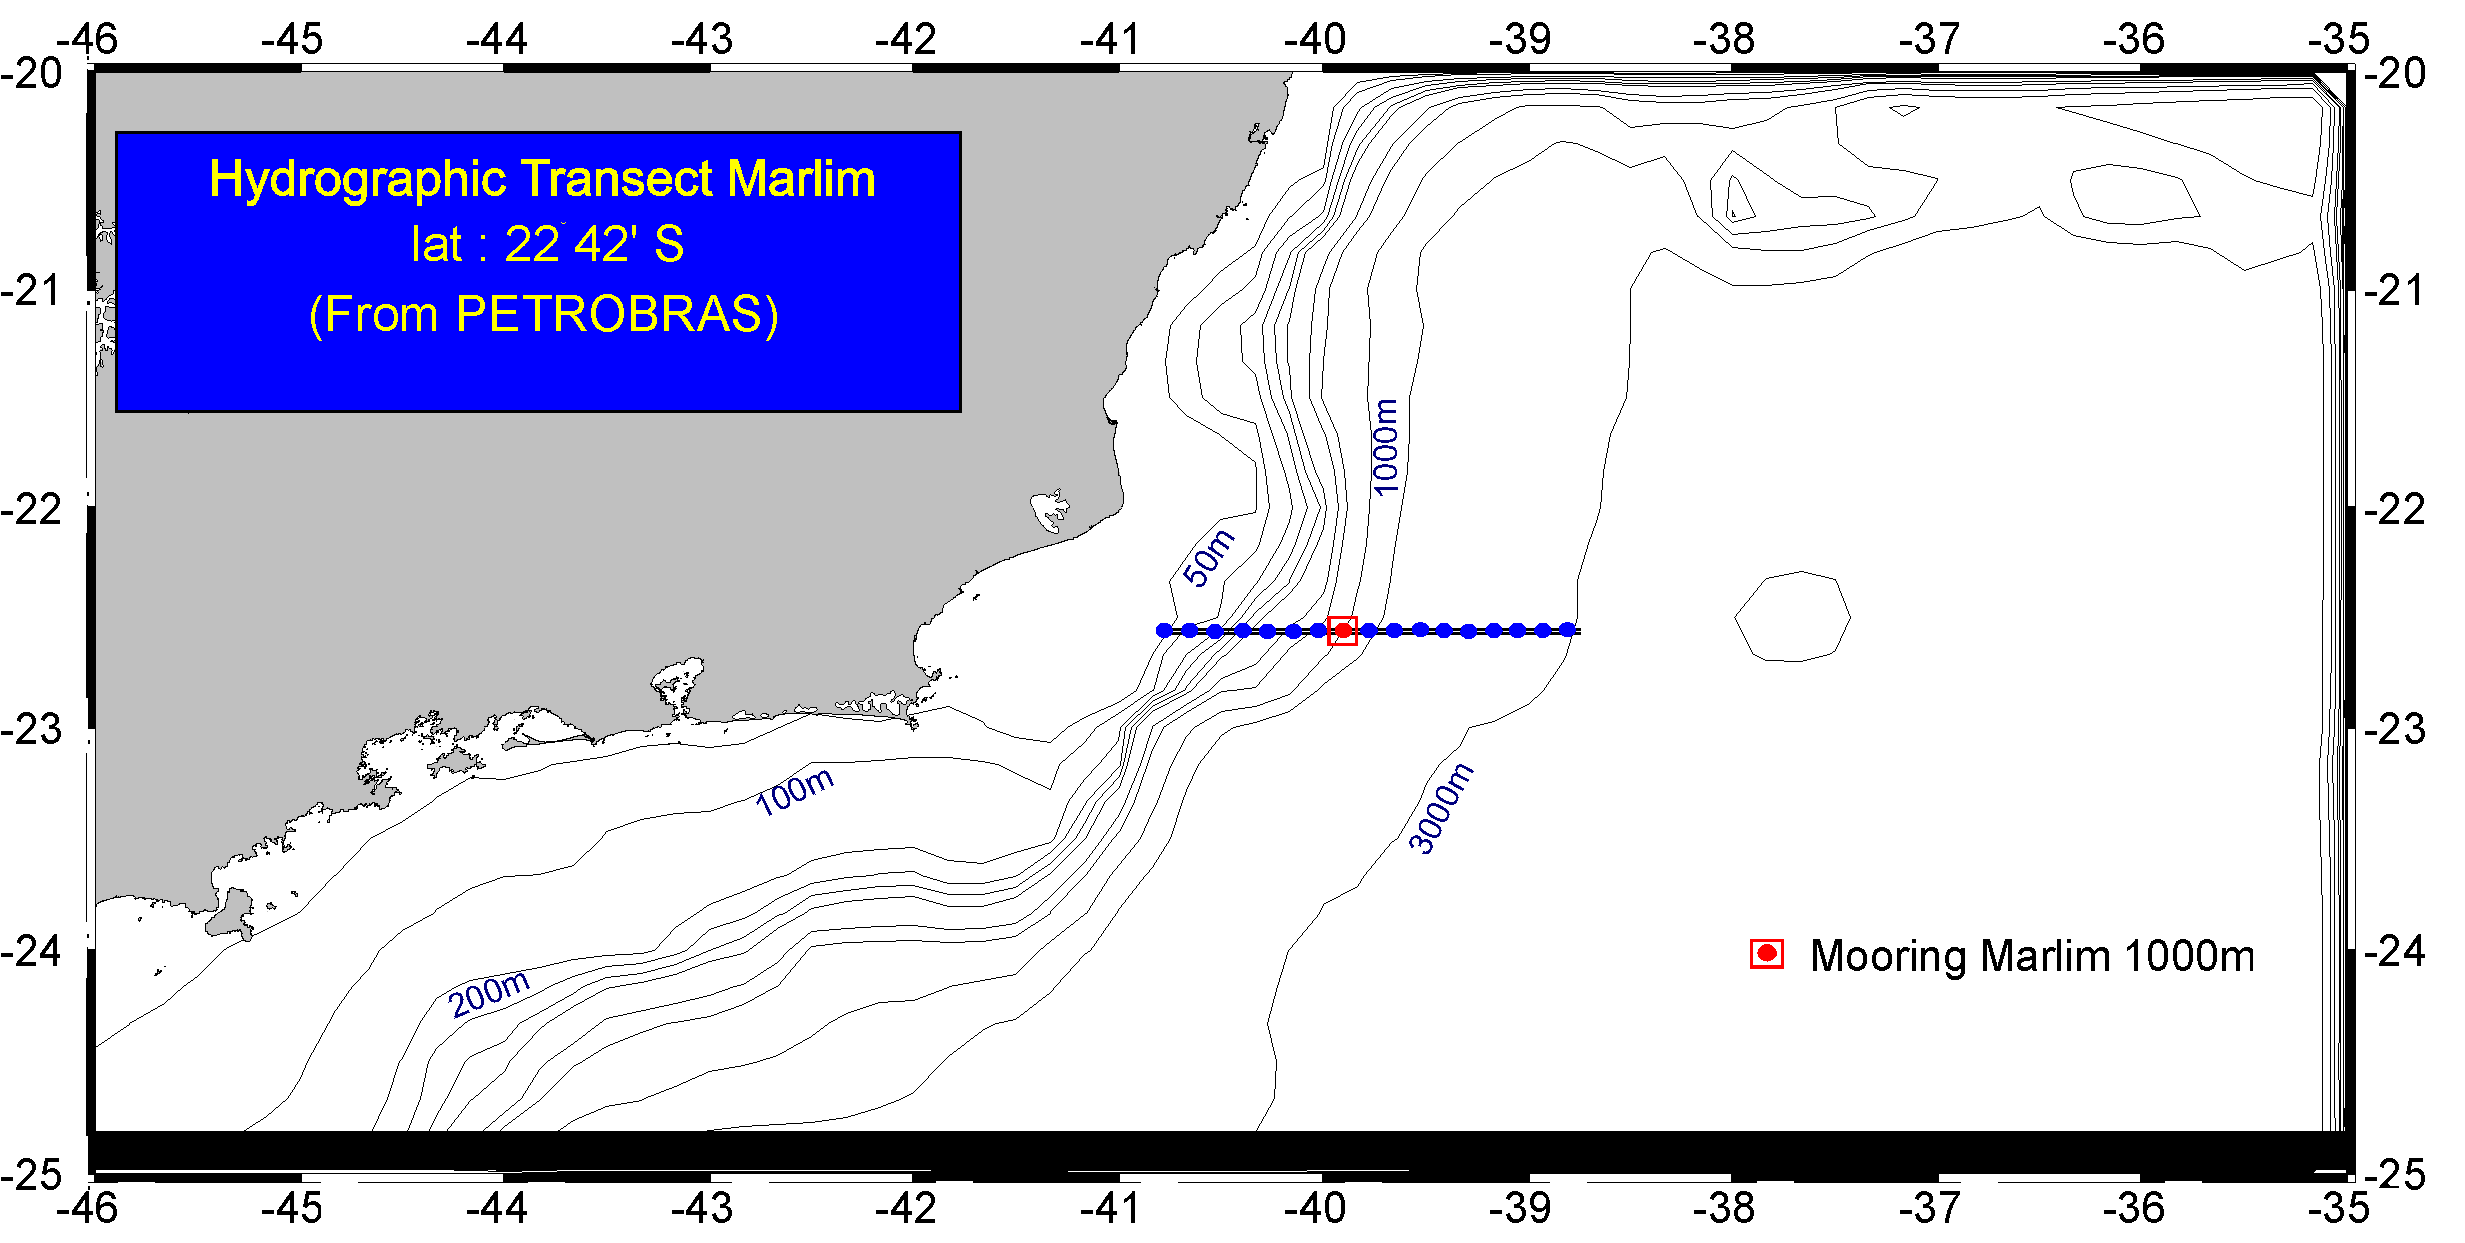 -46 -45 -44 -43 -42 -41 -40 -39 -38 -37 -36 -35
-20 -20
Hydrographic Transect Marlim
lat : 22 42' S
(From PETROBRAS)
-21 -21
1000m
-22 -22
50m
-23 -23
100m
3000m
-24 -24
Mooring Marlim 1000m
200m
-25 -25
-46 -45 -44 -43 -42 -41 -40 -39 -38 -37 -36 -35